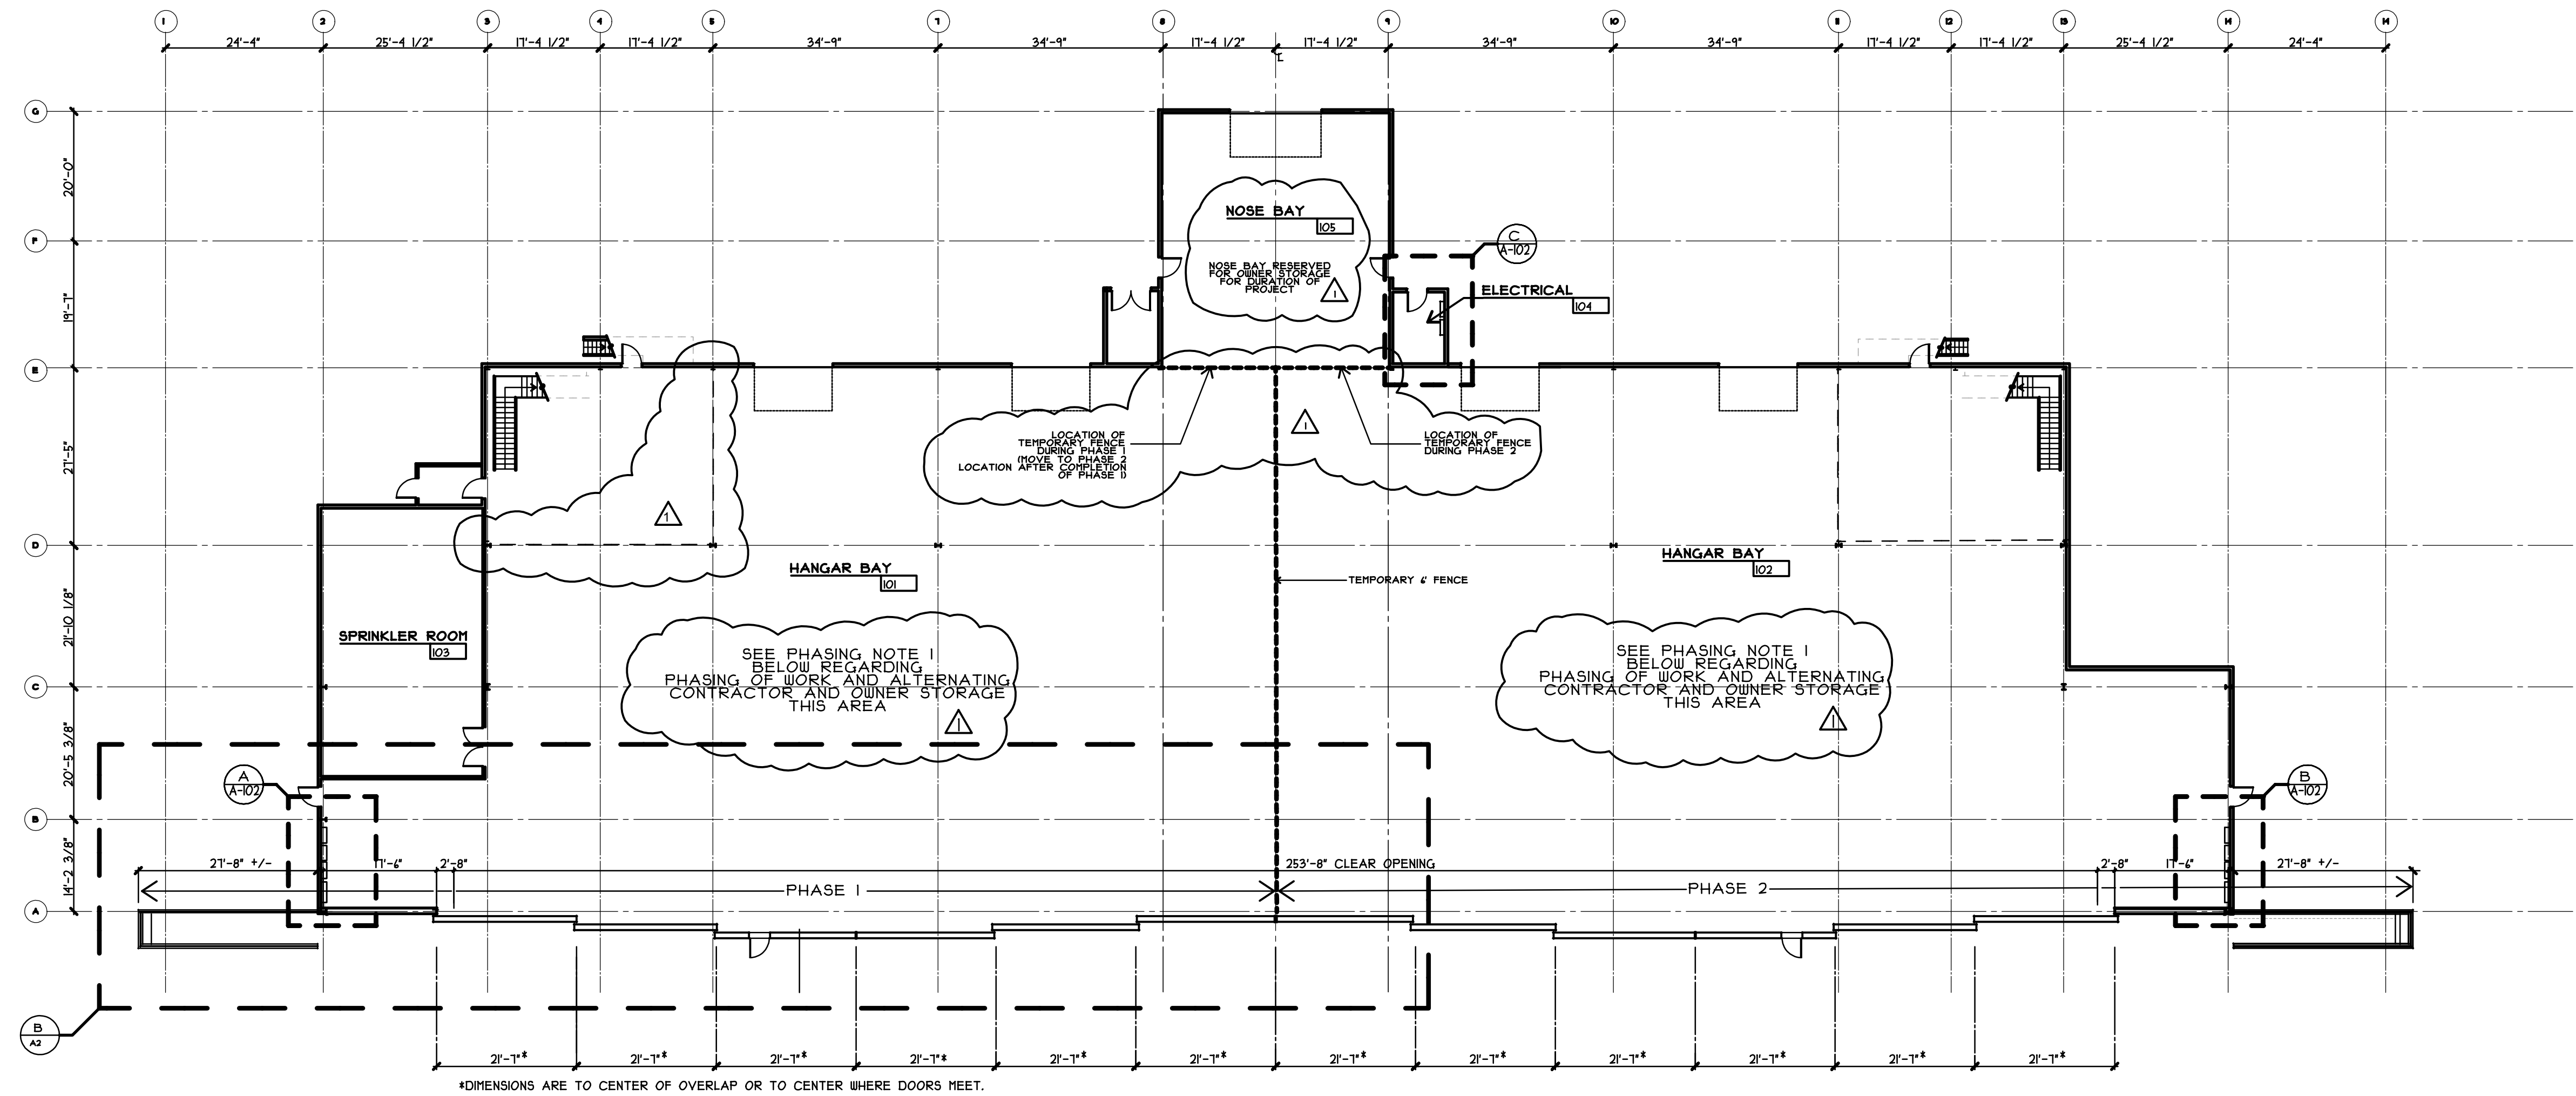 1 2 3 4 5 7 8 9 10 11 12 13 14 14
24'-4" 25'-4 1/2" 17'-4 1/2" 17'-4 1/2" 34'-9" 34'-9" 17'-4 1/2" 17'-4 1/2" 34'-9" 34'-9" 17'-4 1/2" 17'-4 1/2" 25'-4 1/2" 24'-4"
G
20'-0"
NOSE BAY
105
F
C
A-102
NOSE BAY RESERVED
FOR OWNER STORAGE
FOR DURATION OF
PROJECT
1
ELECTRICAL
104
19'-7"
E
1
LOCATION OF
TEMPORARY FENCE
DURING PHASE 1
(MOVE TO PHASE 2
LOCATION AFTER COMPLETION
OF PHASE 1)
LOCATION OF
TEMPORARY FENCE
DURING PHASE 2
27'-5"
1
D
HANGAR BAY
101
HANGAR BAY
102
TEMPORARY 6' FENCE
21'-10 1/8"
SPRINKLER ROOM
103
SEE PHASING NOTE 1
BELOW REGARDING
PHASING OF WORK AND ALTERNATING
CONTRACTOR AND OWNER STORAGE
THIS AREA
1
SEE PHASING NOTE 1
BELOW REGARDING
PHASING OF WORK AND ALTERNATING
CONTRACTOR AND OWNER STORAGE
THIS AREA
1
C
20'-5 3/8"
A
A-102
B
A-102
B
14'-2 3/8"
27'-8" +/- 17'-6" 2'-8" 253'-8" CLEAR OPENING 2'-8" 17'-6" 27'-8" +/-
PHASE 1 PHASE 2
A
B
A2
21'-7"* 21'-7"* 21'-7"* 21'-7"* 21'-7"* 21'-7"* 21'-7"* 21'-7"* 21'-7"* 21'-7"* 21'-7"* 21'-7"*
*DIMENSIONS ARE TO CENTER OF OVERLAP OR TO CENTER WHERE DOORS MEET.